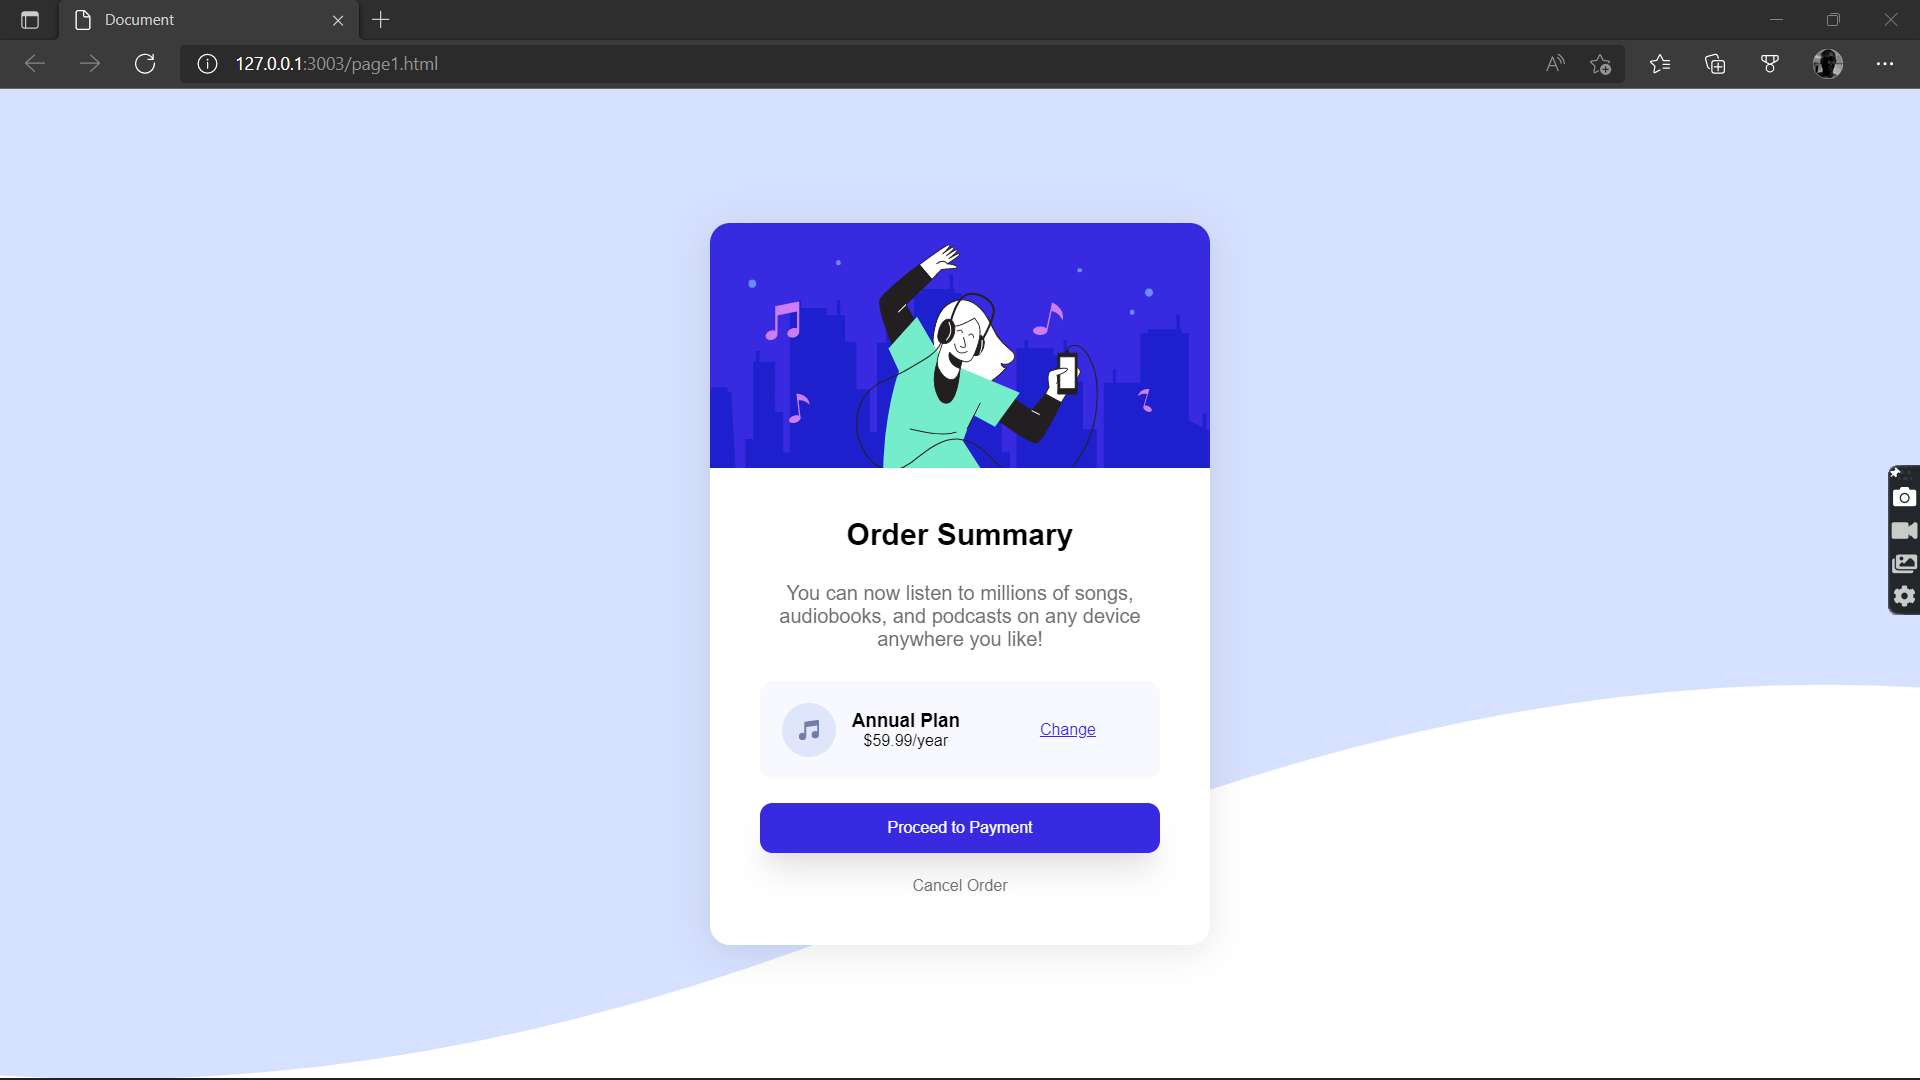 Document
127.0.0.1:3003/page1.html
Order Summary
You can now listen to millions of songs,
audiobooks, and podcasts on any device
anywhere you like!
Annual Plan
$59.99/year
Change
Proceed to Payment
Cancel Order